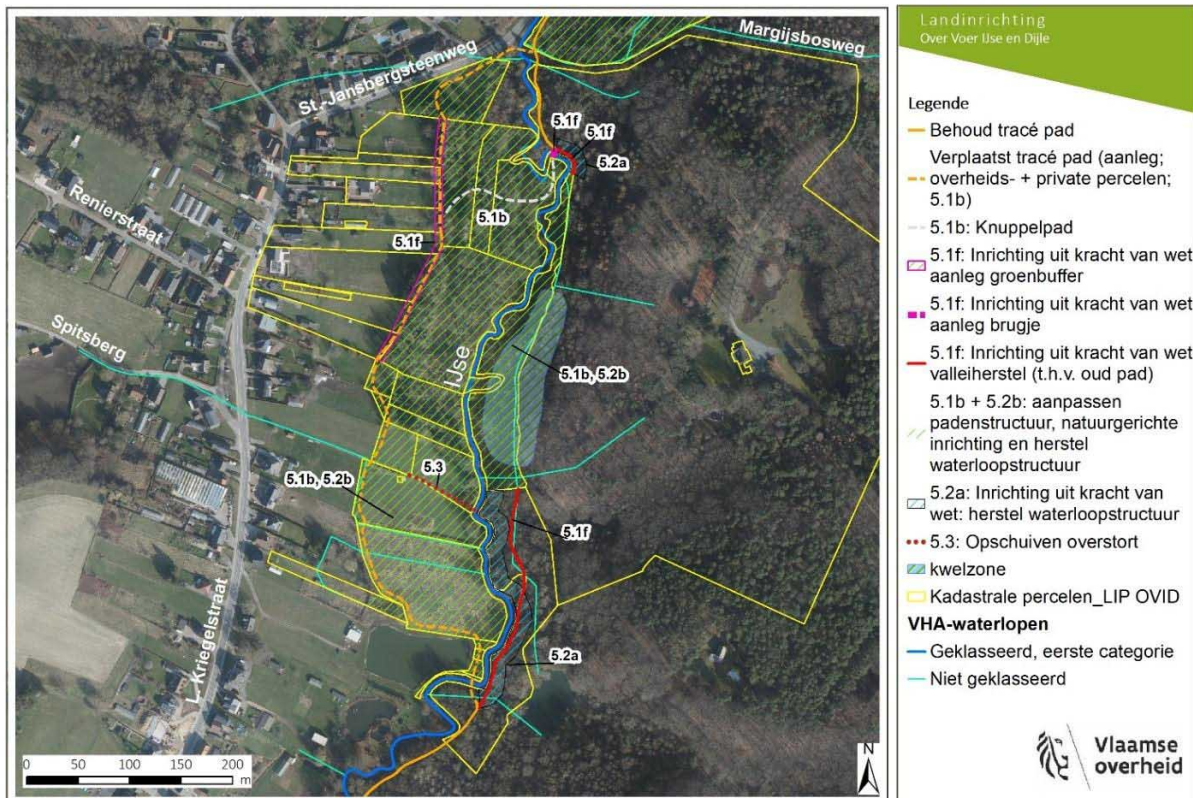 St.-Jansbergsteenweg
Margijsbosweg
5.1f
5.1f
5.2a
5.1b
5.1f
Renierstraat
Spitsberg
IJse
5.1b, 5.2b
5.3
5.1b, 5.2b
5.1f
5.2a
L. Kriegelstraat
0 50 100 150 200
m
N
Landinrichting
Over Voer IJse en Dijle
Legende
Behoud tracé pad
Verplaatst tracé pad (aanleg;
overheids- + private percelen;
5.1b)
5.1b: Knuppelpad
5.1f: Inrichting uit kracht van wet
aanleg groenbuffer
5.1f: Inrichting uit kracht van wet
aanleg brugje
5.1f: Inrichting uit kracht van wet
valleiherstel (t.h.v. oud pad)
5.1b + 5.2b: aanpassen
padenstructuur, natuurgerichte
inrichting en herstel
waterloopstructuur
5.2a: Inrichting uit kracht van
wet: herstel waterloopstructuur
5.3: Opschuiven overstort
kwelzone
Kadastrale percelen_LIP OVID
VHA-waterlopen
Geklasseerd, eerste categorie
Niet geklasseerd
Vlaamse
overheid